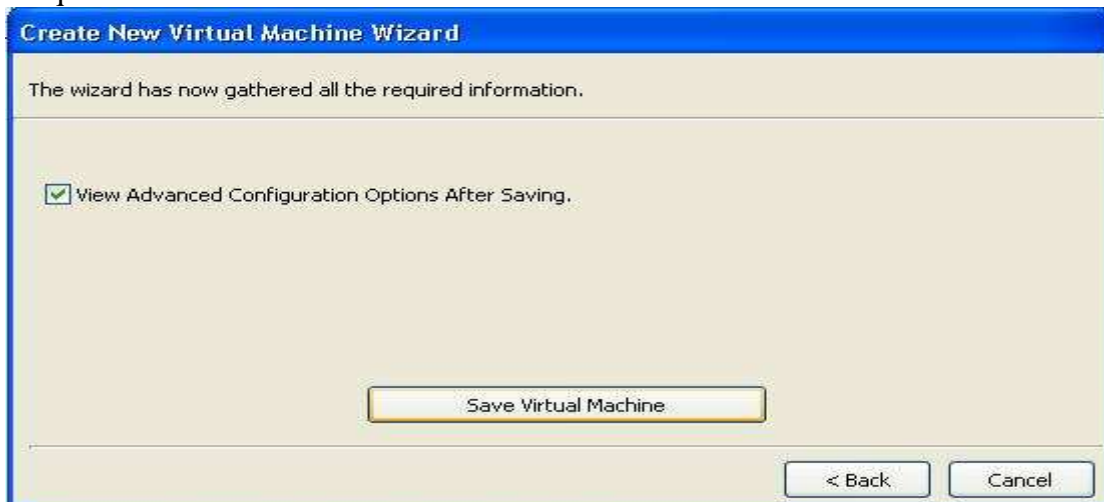 Create New Virtual Machine Wizard
The wizard has now gathered all the required information.
View Advanced Configuration Options After Saving.
Save Virtual Machine
< Back Cancel